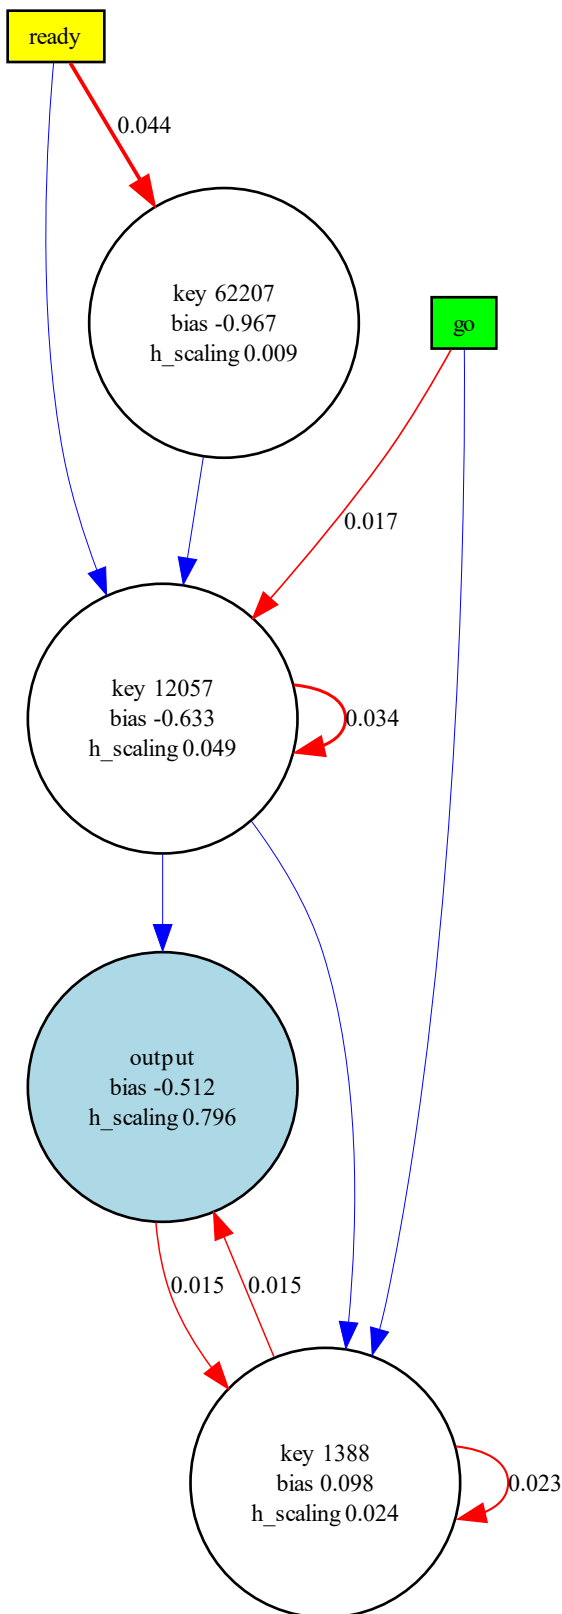 ready
0.044
key 62207
bias -0.967
h_scaling 0.009
go
0.017
key 12057
bias -0.633
h_scaling 0.049
0.034
output
bias -0.512
h_scaling 0.796
0.015
0.015
key 1388
bias 0.098
h_scaling 0.024
0.023